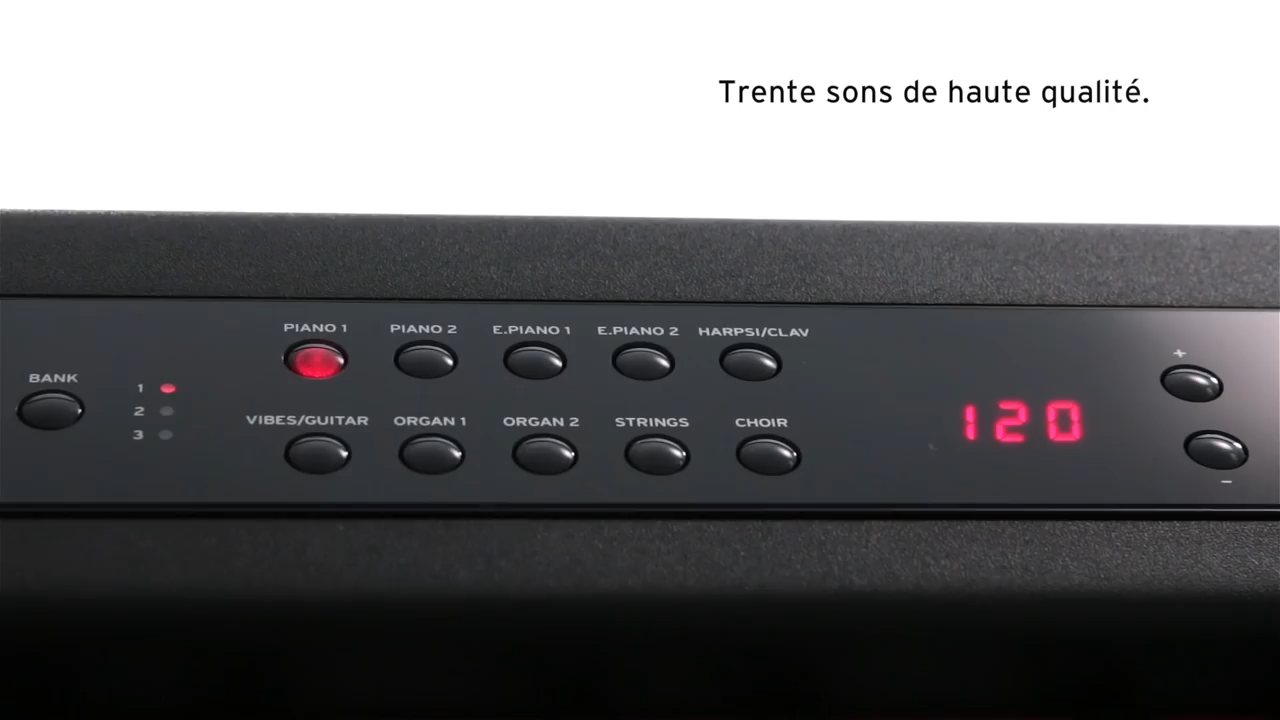 Trente sons de haute qualité.
PIANO 1 PIANO 2 E.PIANO 1 E.PIANO 2 HARPSI/CLAV
+
BANK
1
2
3
VIBES/GUITAR ORGAN 1 ORGAN 2 STRINGS CHOIR
120
-